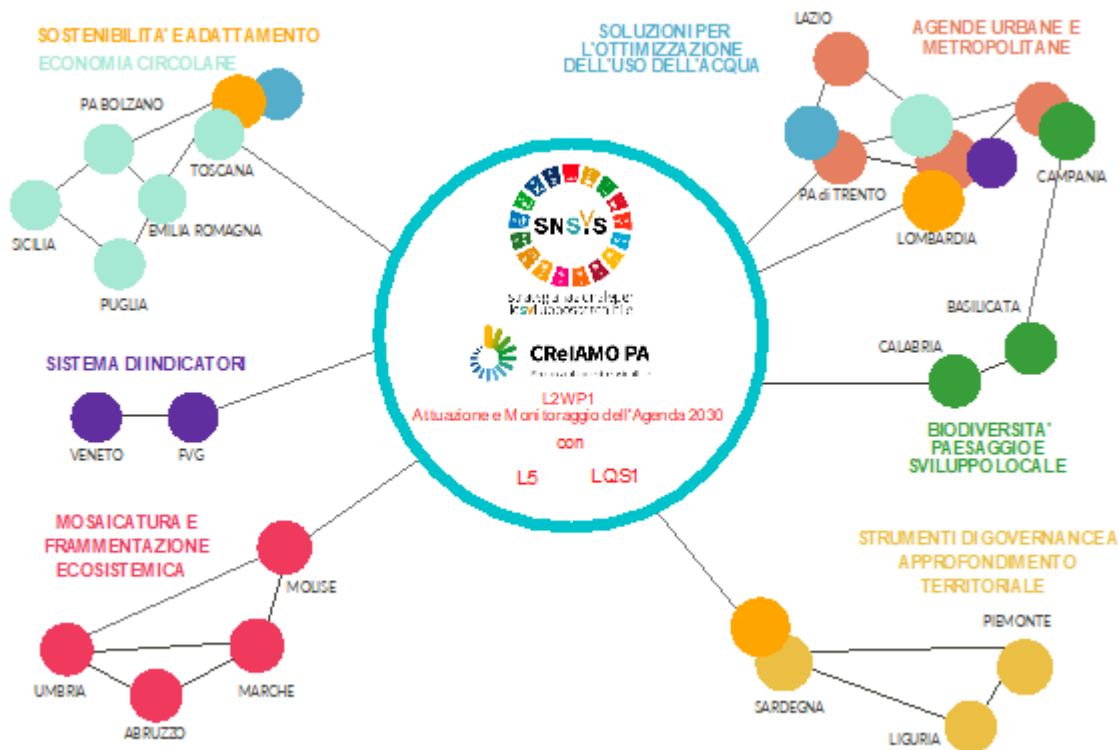 SOSTENIBILITA' E ADATTAMENTO
ECONOMIA CIRCOLARE
PA BOLZANO
TOSCANA
SICILIA
EMILIA ROMAGNA
PUGLIA
SOLUZIONI PER
L'OTTIMIZZAZIONE
DELL'USO DELL'ACQUA
LAZIO
AGENDE URBANE E
METROPOLITANE
PA di TRENTO
CAMPANIA
LOMBARDIA
SNSVS
CReIAMO PA
L2WP1
Attuazione e Monitoraggio dell'Agenda 2030
con
L5 LQS1
SISTEMA DI INDICATORI
VENETO
FVG
BASILICATA
CALABRIA
BIODIVERSITA'
PAESAGGIO E
SVILUPPO LOCALE
MOSAICATURA E
FRAMMENTAZIONE
ECOSISTEMICA
MOLISE
UMBRIA
MARCHE
ABRUZZO
STRUMENTI DI GOVERNANCE A
APPROFONDIMENTO
TERRITORIALE
PIEMONTE
SARDEGNA
LIGURIA